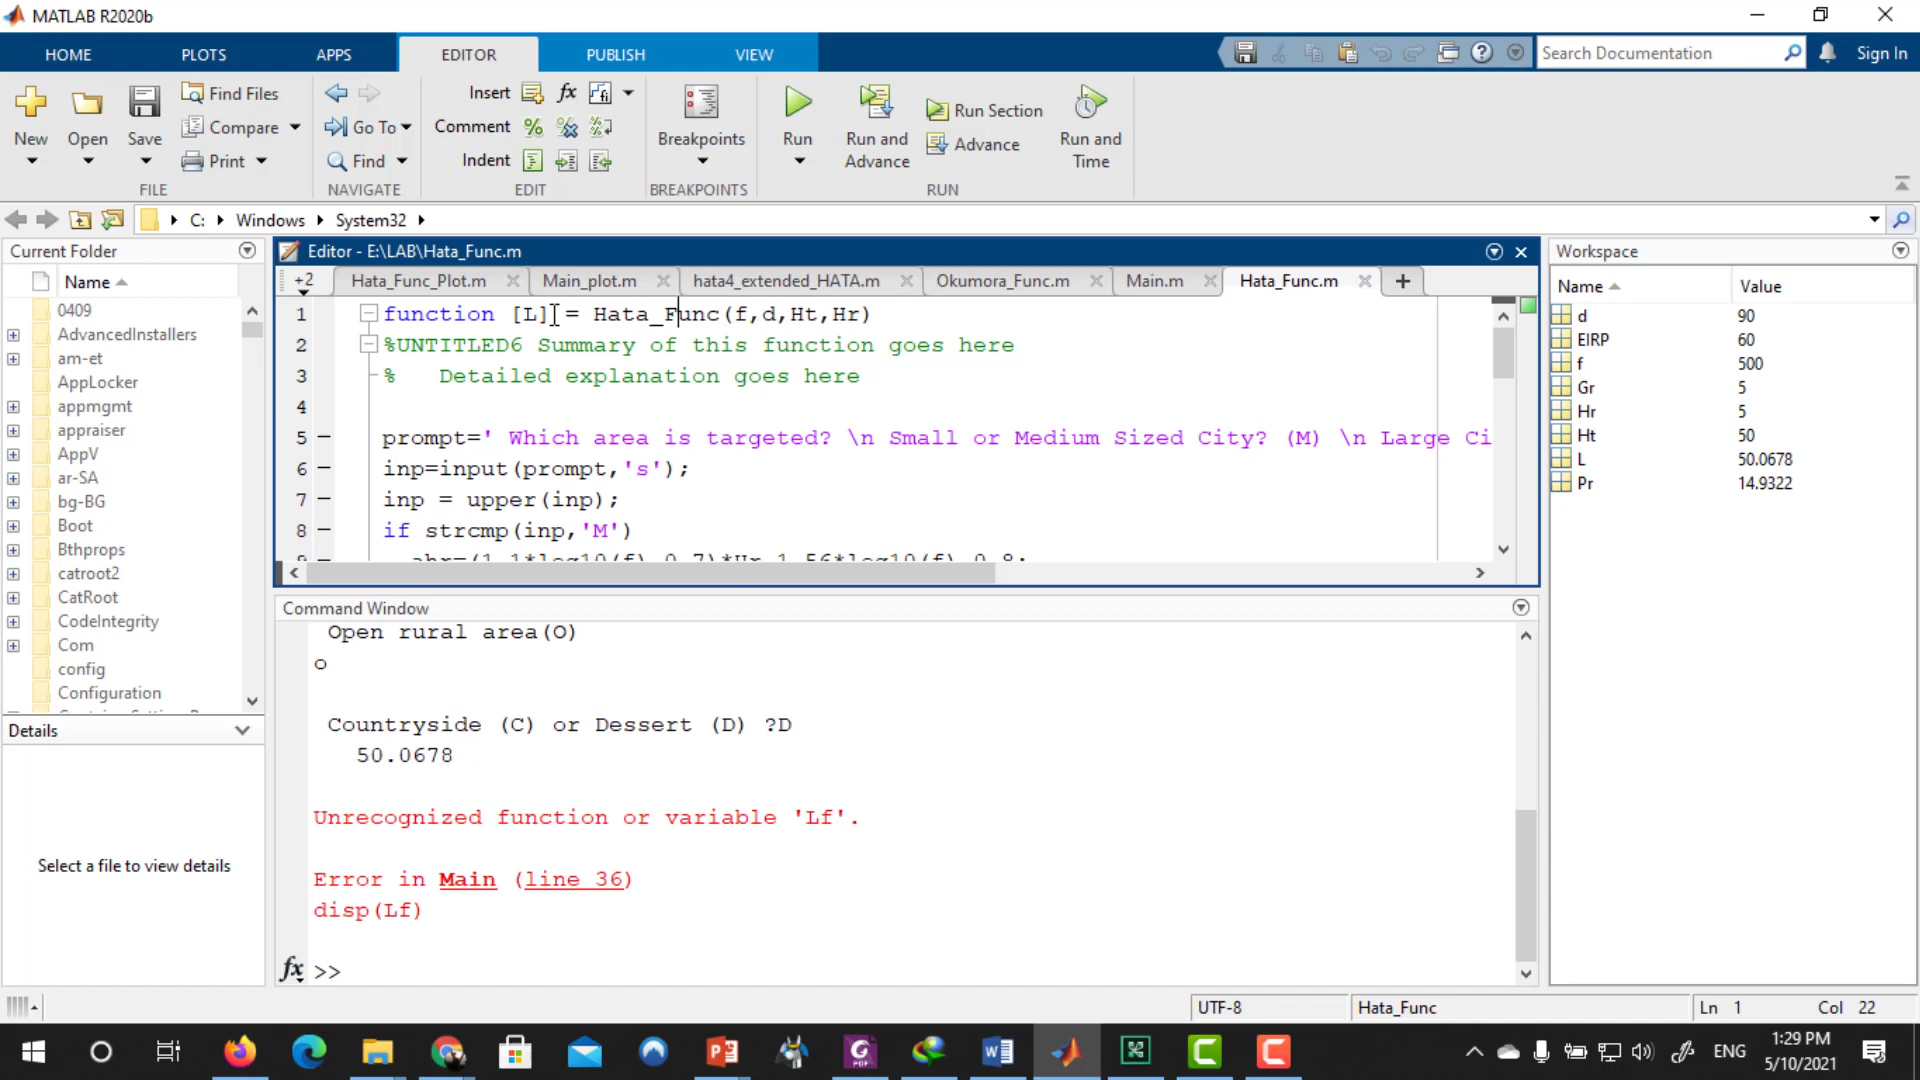 MATLAB R2020b
HOME PLOTS APPS EDITOR PUBLISH VIEW
Search Documentation Sign In
Find Files Insert fx
Compare Go To Comment Run Section
New Open Save Breakpoints Run Run and Advance Run and Time
Print Find Indent Advance
FILE NAVIGATE EDIT BREAKPOINTS RUN
C: Windows System32
Current Folder
Name
0409
AdvancedInstallers
am-et
AppLocker
appmgmt
appraiser
AppV
ar-SA
bg-BG
Boot
Bthprops
catroot2
CatRoot
CodeIntegrity
Com
config
Configuration
Details
Select a file to view details
Editor - E:\LAB\Hata_Func.m
+2 Hata_Func_Plot.m Main_plot.m hata4_extended_HATA.m Okumora_Func.m Main.m Hata_Func.m
1 function [L] = Hata_Func(f,d,Ht,Hr)
2 %UNTITLED6 Summary of this function goes here
3 % Detailed explanation goes here
4
5 prompt=' Which area is targeted? \n Small or Medium Sized City? (M) \n Large Ci
6 inp=input(prompt,'s');
7 inp = upper(inp);
8 if strcmp(inp,'M')
Command Window
Open rural area(O)
o
Countryside (C) or Dessert (D) ?D
50.0678
Unrecognized function or variable 'Lf'.
Error in Main (line 36)
disp(Lf)
fx >>
Workspace
Name Value
d 90
EIRP 60
f 500
Gr 5
Hr 5
Ht 50
L 50.0678
Pr 14.9322
UTF-8 Hata_Func Ln 1 Col 22
ENG
1:29 PM
5/10/2021